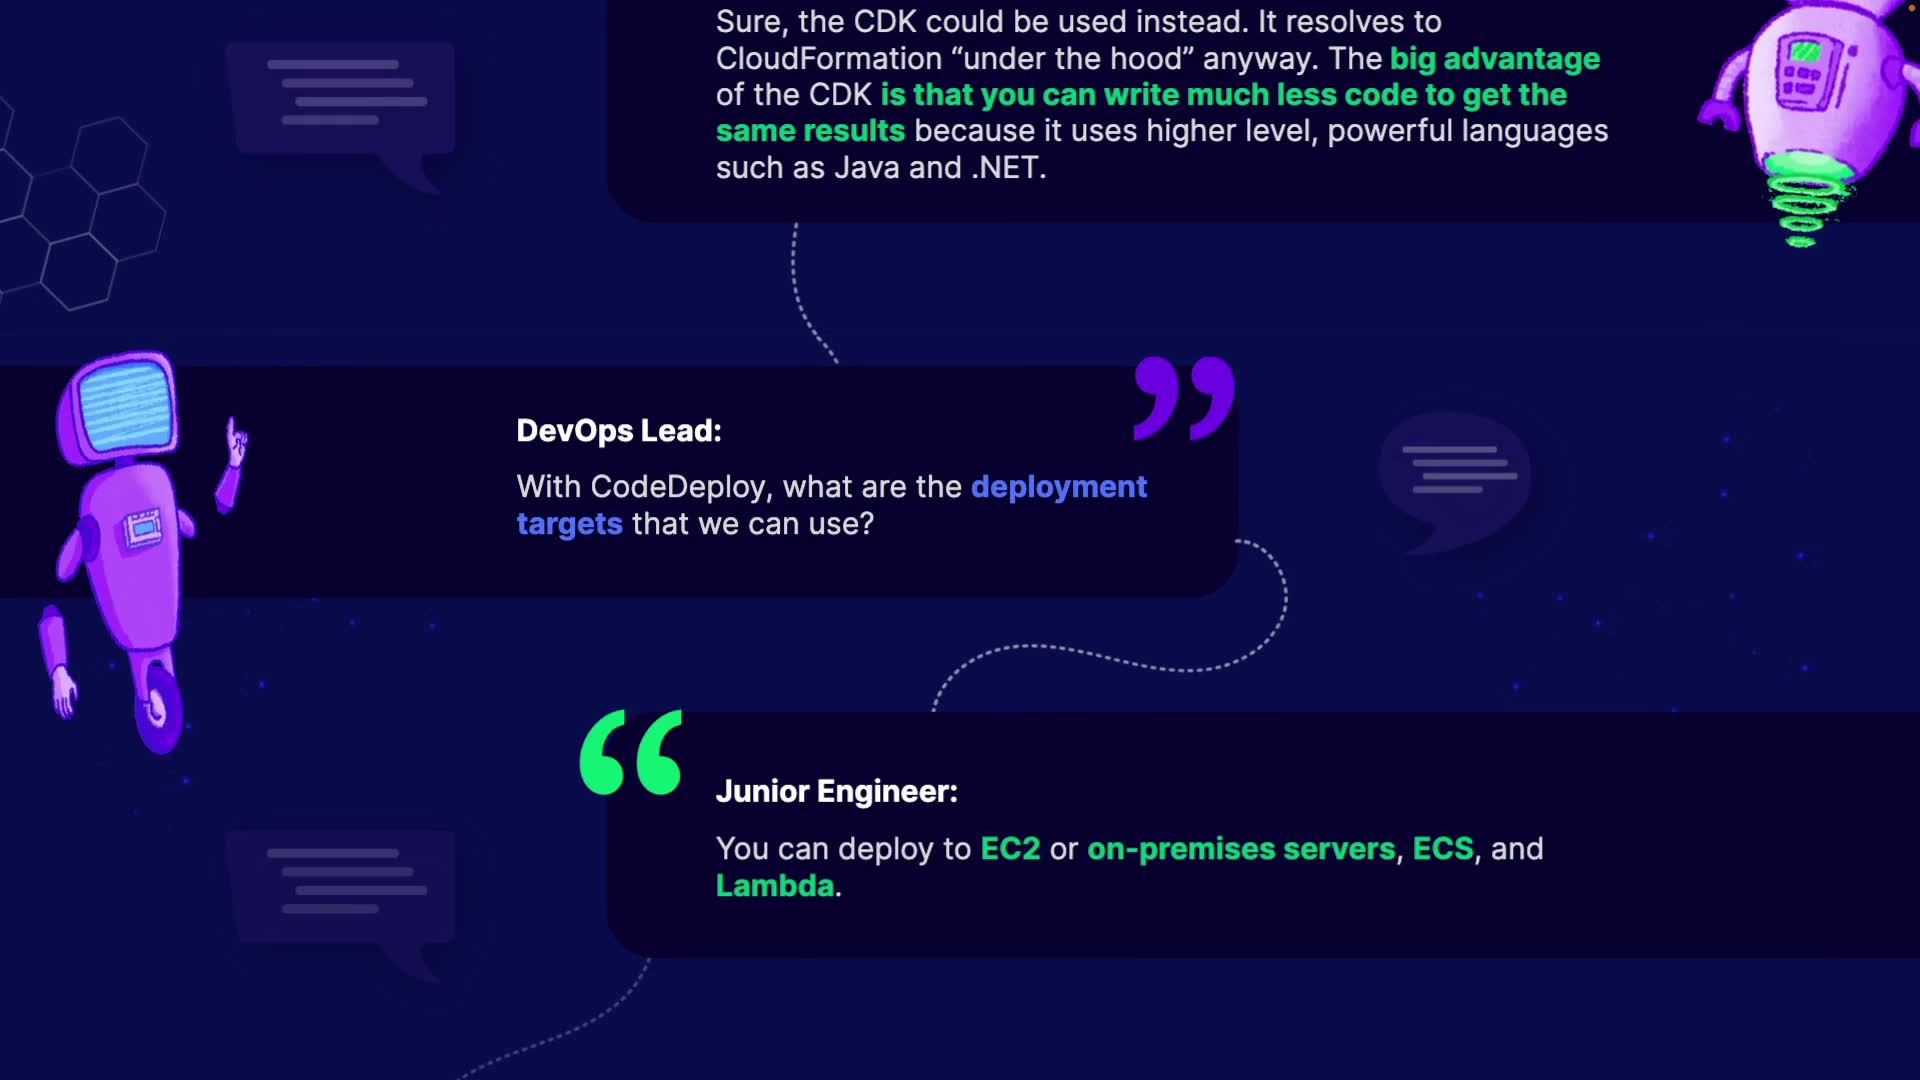 Sure, the CDK could be used instead. It resolves to
CloudFormation “under the hood” anyway. The big advantage
of the CDK is that you can write much less code to get the
same results because it uses higher level, powerful languages
such as Java and .NET.
DevOps Lead:
With CodeDeploy, what are the deployment
targets that we can use?
Junior Engineer:
You can deploy to EC2 or on-premises servers, ECS, and
Lambda.